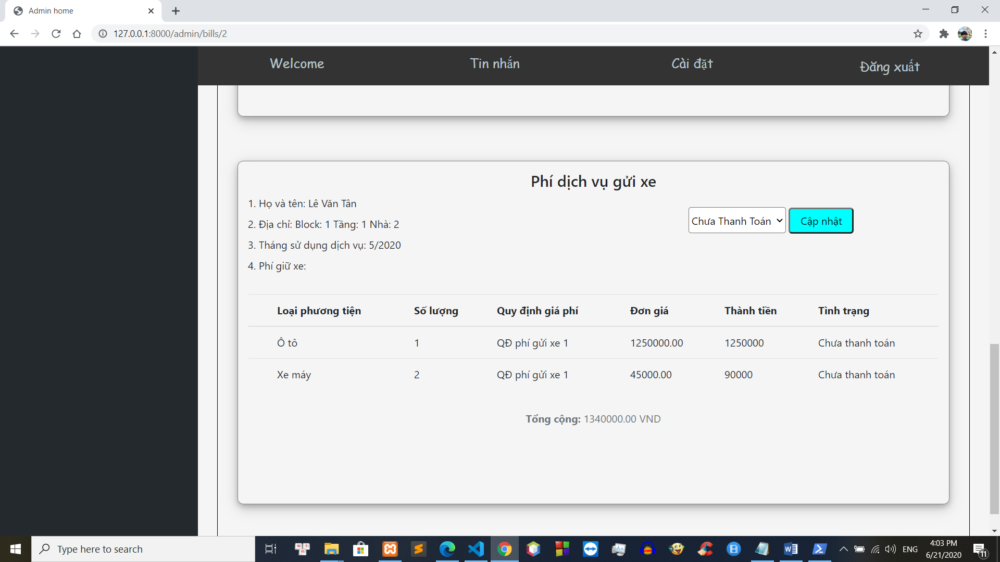 Admin home
127.0.0.1:8000/admin/bills/2
Welcome
Tin nhắn
Cài đặt
Đăng xuất
Phí dịch vụ gửi xe
1. Họ và tên: Lê Văn Tân
2. Địa chỉ: Block: 1 Tầng: 1 Nhà: 2
3. Tháng sử dụng dịch vụ: 5/2020
4. Phí giữ xe:
Chưa Thanh Toán
Cập nhật
Loại phương tiện Số lượng Quy định giá phí Đơn giá Thành tiền Tình trạng
Ô tô 1 QĐ phí gửi xe 1 1250000.00 1250000 Chưa thanh toán
Xe máy 2 QĐ phí gửi xe 1 45000.00 90000 Chưa thanh toán
Tổng cộng: 1340000.00 VND
Type here to search
ENG
4:03 PM
6/21/2020
11